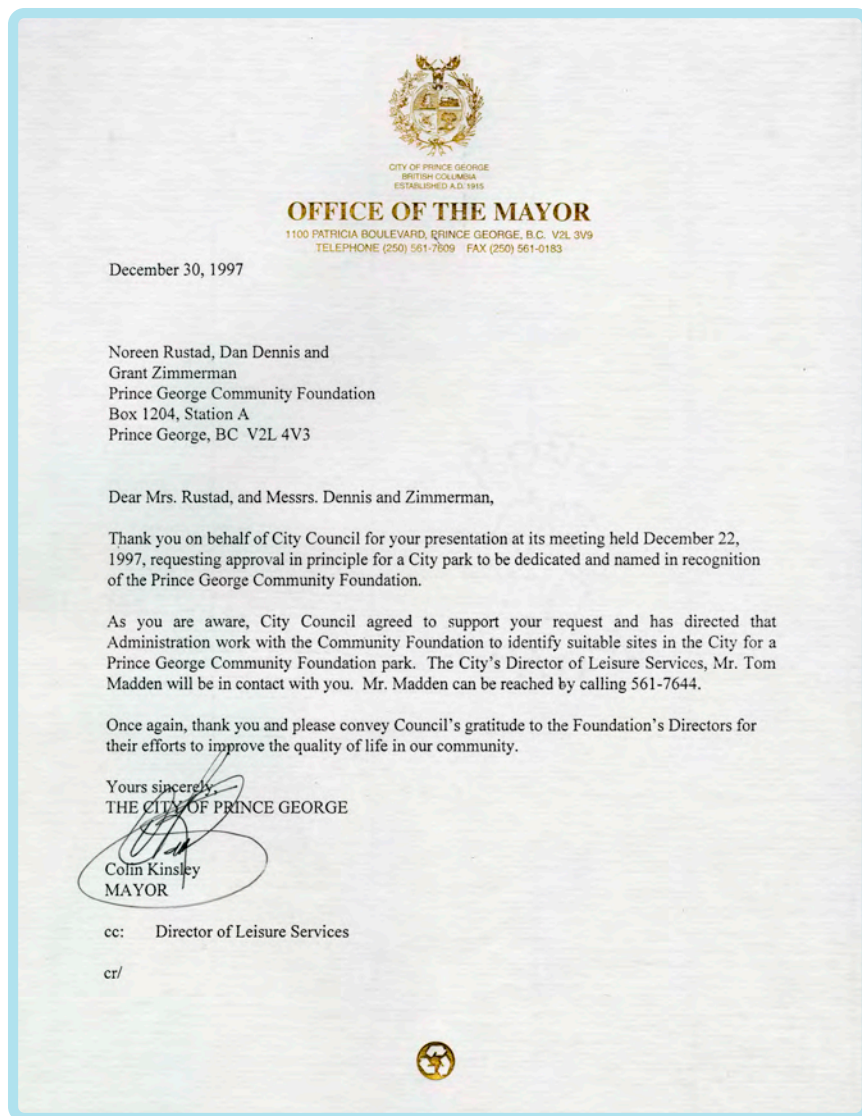 CITY OF PRINCE GEORGE
BRITISH COLUMBIA
ESTABLISHED A.D. 1915
OFFICE OF THE MAYOR
1100 PATRICIA BOULEVARD, PRINCE GEORGE, B.C. V2L 3V9
TELEPHONE (250) 561-7609 FAX (250) 561-0183
December 30, 1997
Noreen Rustad, Dan Dennis and
Grant Zimmerman
Prince George Community Foundation
Box 1204, Station A
Prince George, BC V2L 4V3
Dear Mrs. Rustad, and Messrs. Dennis and Zimmerman,
Thank you on behalf of City Council for your presentation at its meeting held December 22,
1997, requesting approval in principle for a City park to be dedicated and named in recognition
of the Prince George Community Foundation.
As you are aware, City Council agreed to support your request and has directed that
Administration work with the Community Foundation to identify suitable sites in the City for a
Prince George Community Foundation park. The City's Director of Leisure Services, Mr. Tom
Madden will be in contact with you. Mr. Madden can be reached by calling 561-7644.
Once again, thank you and please convey Council's gratitude to the Foundation's Directors for
their efforts to improve the quality of life in our community.
Yours sincerely,
THE CITY OF PRINCE GEORGE
Colin Kinsley
MAYOR
cc: Director of Leisure Services
cr/